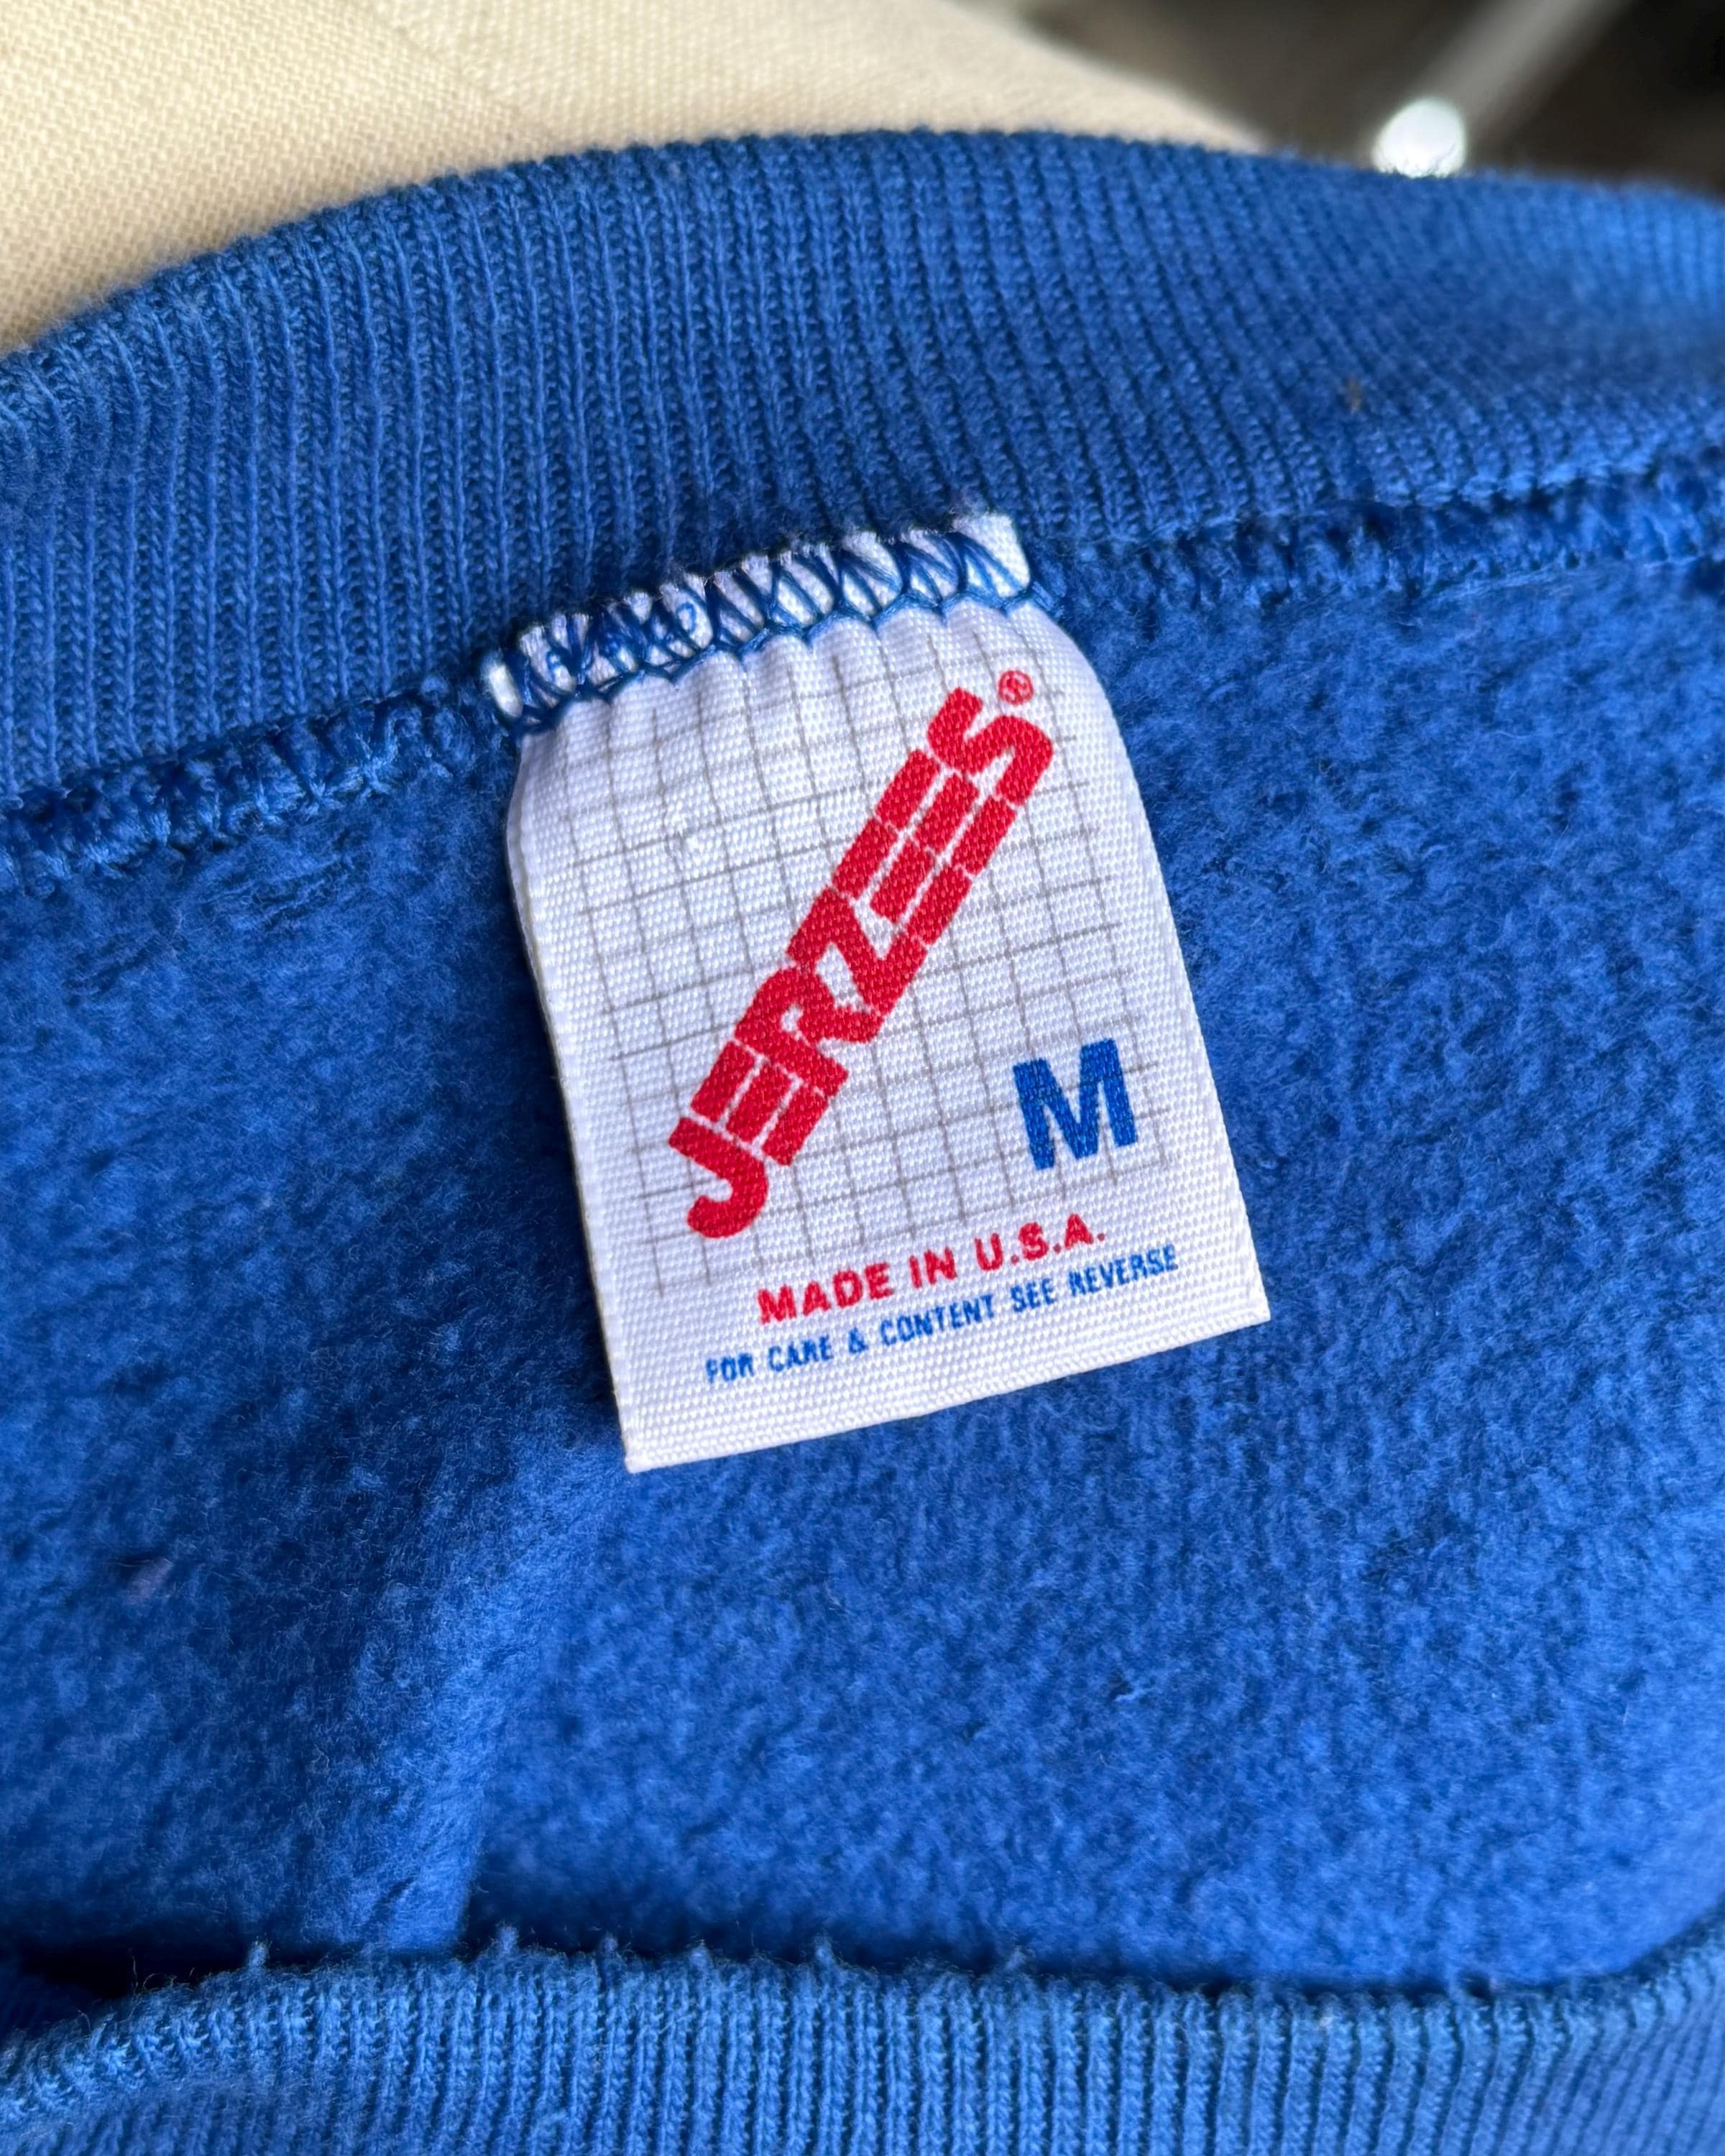 JERZEES®
M
MADE IN U.S.A.
FOR CARE & CONTENT SEE REVERSE